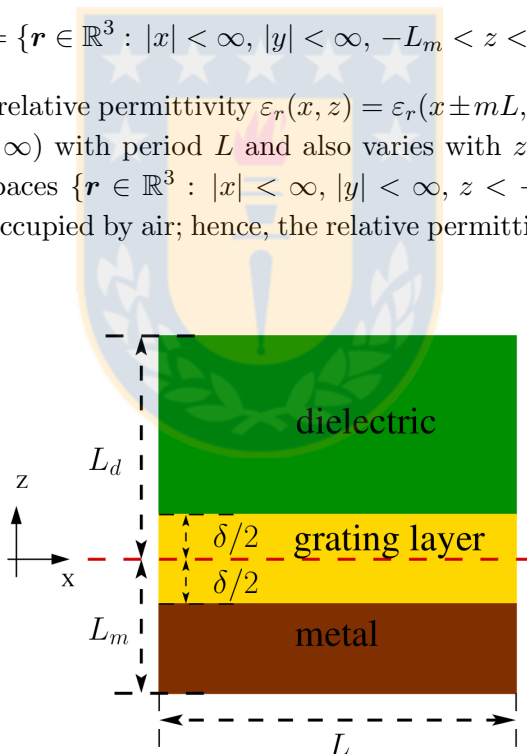 = {r ∈ ℝ³ : |x| < ∞, |y| < ∞, −L_m < z <
relative permittivity ε_r(x, z) = ε_r(x ± mL,
∞) with period L and also varies with z
paces {r ∈ ℝ³ : |x| < ∞, |y| < ∞, z < −
ccupied by air; hence, the relative permitti
dielectric
L_d
z
δ/2 grating layer
x
δ/2
L_m
metal
L